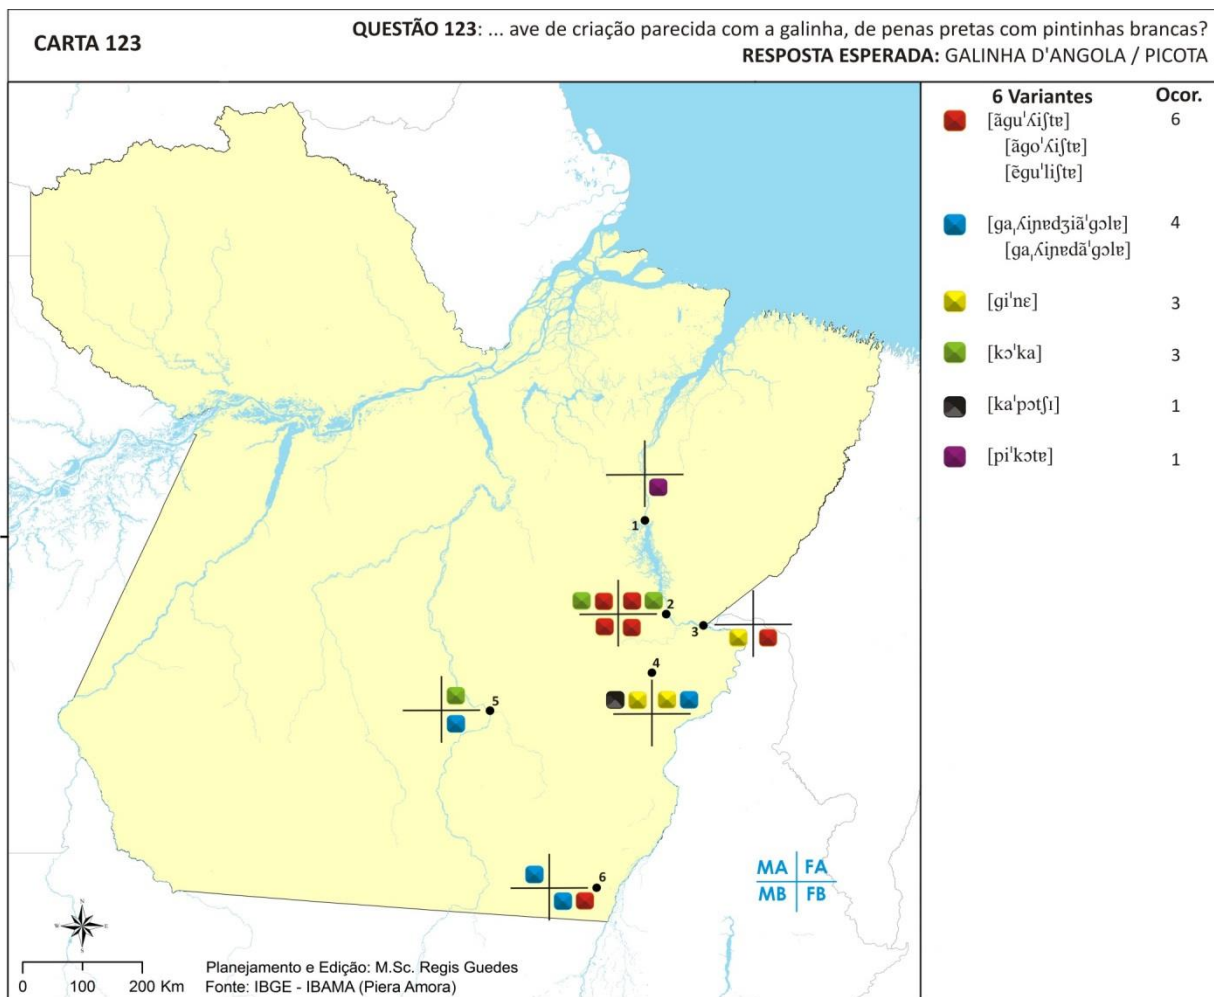 CARTA 123
QUESTÃO 123: ... ave de criação parecida com a galinha, de penas pretas com pintinhas brancas?
RESPOSTA ESPERADA: GALINHA D'ANGOLA / PICOTA
6 Variantes Ocor.
[ãguˈʎiʃtɐ] 6
[ãgoˈʎiʃtɐ]
[ẽguˈliʃtɐ]
[gaˌʎiɲɐdʒiãˈgɔlɐ] 4
[gaˌʎiɲɐdãˈgɔlɐ]
[giˈnɛ] 3
[kɔˈka] 3
[kaˈpɔtʃɪ] 1
[piˈkɔtɐ] 1
1
2
3
4
5
6
MA FA
MB FB
N
W E
S
0 100 200 Km
Planejamento e Edição: M.Sc. Regis Guedes
Fonte: IBGE - IBAMA (Piera Amora)